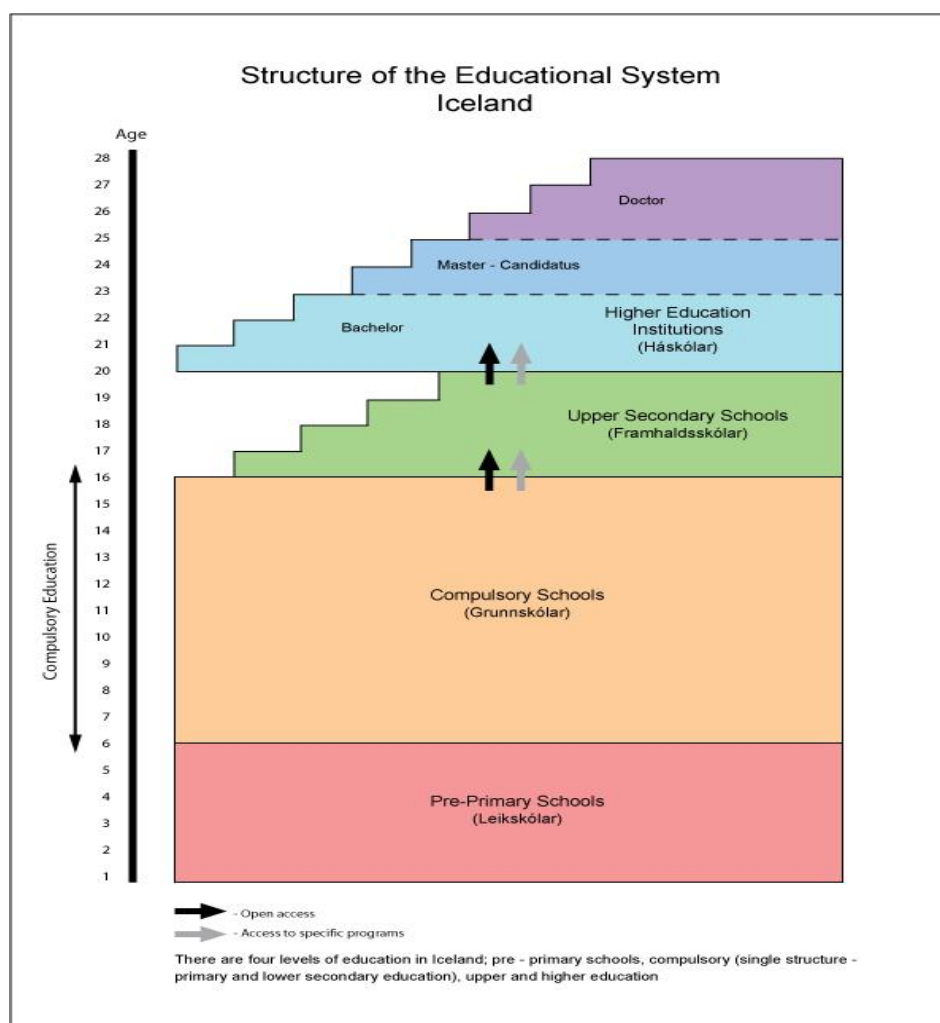 Structure of the Educational System
Iceland
Age
28
27
26
25
24
23
22
21
20
19
18
17
16
15
14
13
12
11
10
9
8
7
6
5
4
3
2
1
Compulsory Education
Doctor
Master - Candidatus
Bachelor
Higher Education
Institutions
(Háskólar)
Upper Secondary Schools
(Framhaldsskólar)
Compulsory Schools
(Grunnskólar)
Pre-Primary Schools
(Leikskólar)
- Open access
- Access to specific programs
There are four levels of education in Iceland; pre - primary schools, compulsory (single structure -
primary and lower secondary education), upper and higher education